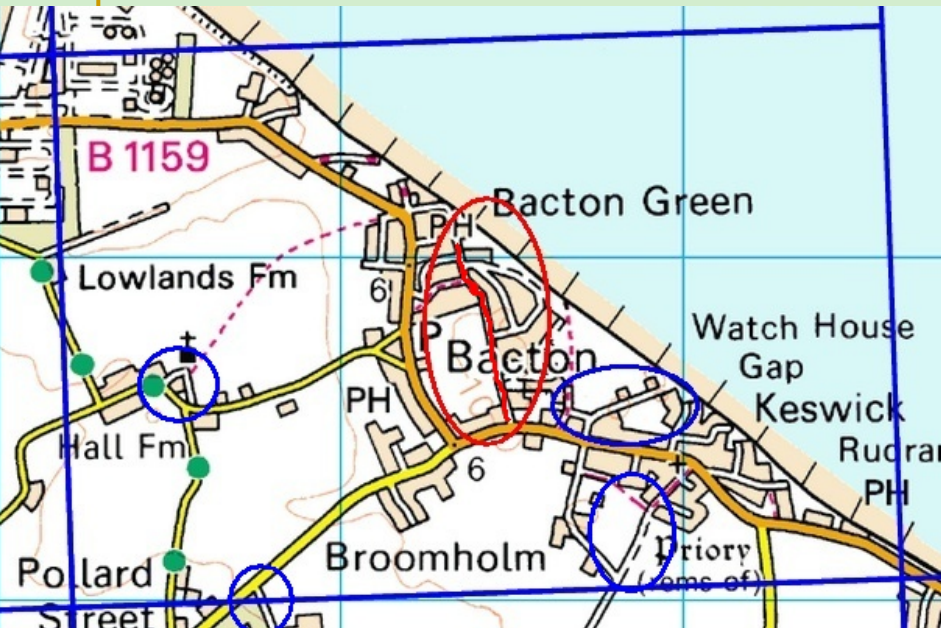 B 1159
Bacton Green
PH
Lowlands Fm
6
P
Bacton
Watch House
Gap
Keswick
PH
Hall Fm
6
PH
Broomholm
Priory
(rems of)
Pollard
Street